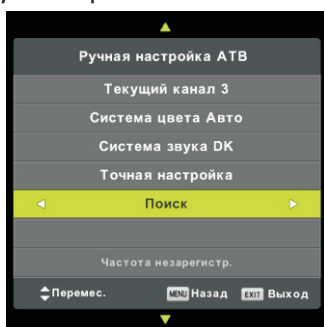 Ручная настройка АТВ
Текущий канал 3
Система цвета Авто
Система звука DK
Точная настройка
Поиск
Частота незарегистр.
Перемес. MENU Назад EXIT Выход